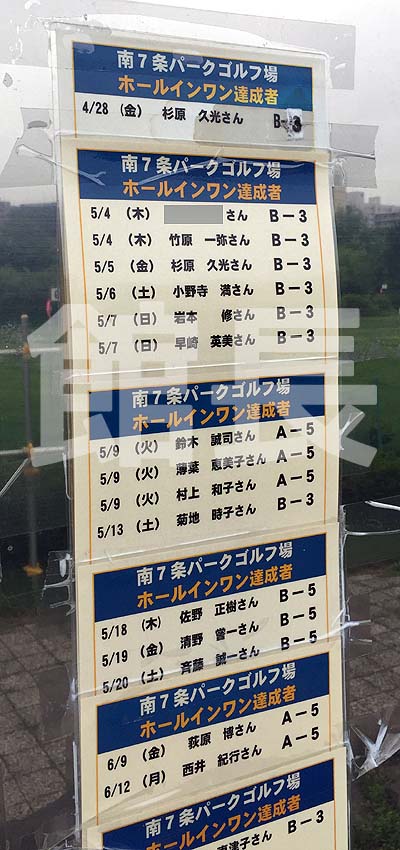 南7条パークゴルフ場
ホールインワン達成者
4/28 (金) 杉原 久光さん B-3
南7条パークゴルフ場
ホールインワン達成者
5/4 (木) さん B-3
5/4 (木) 竹原 一弥さん B-3
5/5 (金) 杉原 久光さん B-3
5/6 (土) 小野寺 満さん B-3
5/7 (日) 岩本 修さん B-3
5/7 (日) 早崎 英美さん B-3
館長
南7条パークゴルフ場
ホールインワン達成者
5/9 (火) 鈴木 誠司さん A-5
5/9 (火) 薄葉 恵美子さん A-5
5/9 (火) 村上 和子さん A-5
5/13 (土) 菊地 時子さん B-3
南7条パークゴルフ場
ホールインワン達成者
5/18 (木) 佐野 正樹さん B-5
5/19 (金) 清野 誉一さん B-5
5/20 (土) 斉藤 誠一さん B-5
南7条パークゴルフ場
ホールインワン達成者
6/9 (金) 萩原 博さん A-5
6/12 (月) 西井 紀行さん A-5
南7条パークゴルフ場
ホールインワン達成者
津子さん B-3